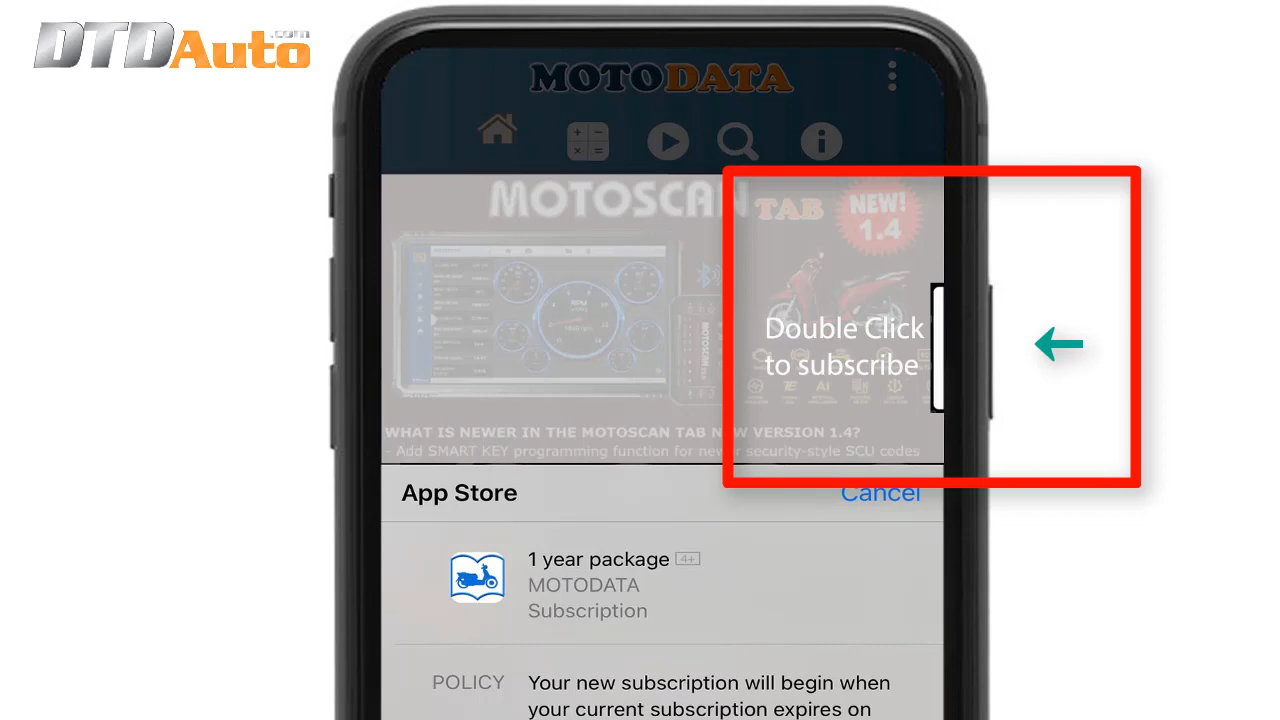 DTDAuto.com
MOTODATA
MOTOSCAN TAB
NEW!
1.4
Double Click
to subscribe
AI
WHAT IS NEWER IN THE MOTOSCAN TAB NEW VERSION 1.4?
- Add SMART KEY programming function for newer security-style SCU codes
App Store
Cancel
1 year package 4+
MOTODATA
Subscription
POLICY
Your new subscription will begin when
your current subscription expires on